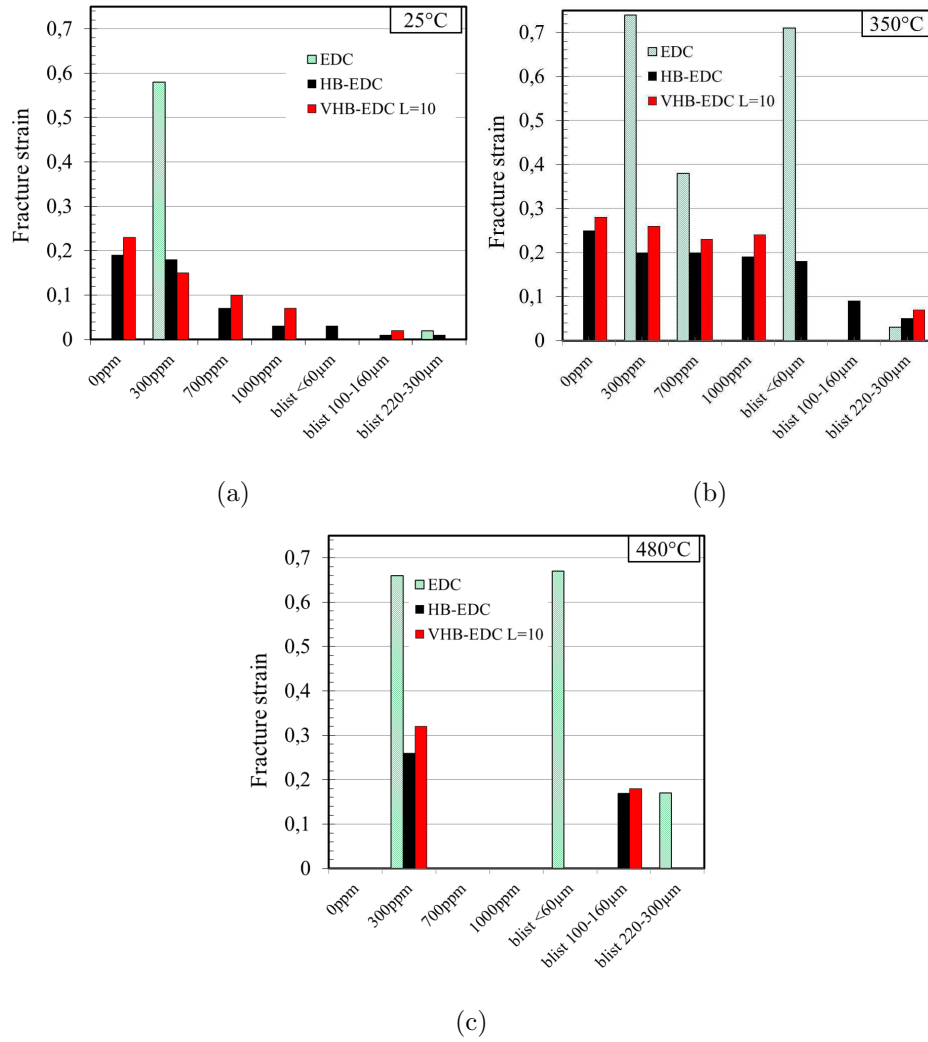 25°C
0,7
0,6
0,5
0,4
0,3
0,2
0,1
0
Fracture strain
EDC
HB-EDC
VHB-EDC L=10
0ppm
300ppm
700ppm
1000ppm
blist <60µm
blist 100-160µm
blist 220-300µm
(a)
350°C
0,7
0,6
0,5
0,4
0,3
0,2
0,1
0
Fracture strain
EDC
HB-EDC
VHB-EDC L=10
0ppm
300ppm
700ppm
1000ppm
blist <60µm
blist 100-160µm
blist 220-300µm
(b)
480°C
0,7
0,6
0,5
0,4
0,3
0,2
0,1
0
Fracture strain
EDC
HB-EDC
VHB-EDC L=10
0ppm
300ppm
700ppm
1000ppm
blist <60µm
blist 100-160µm
blist 220-300µm
(c)